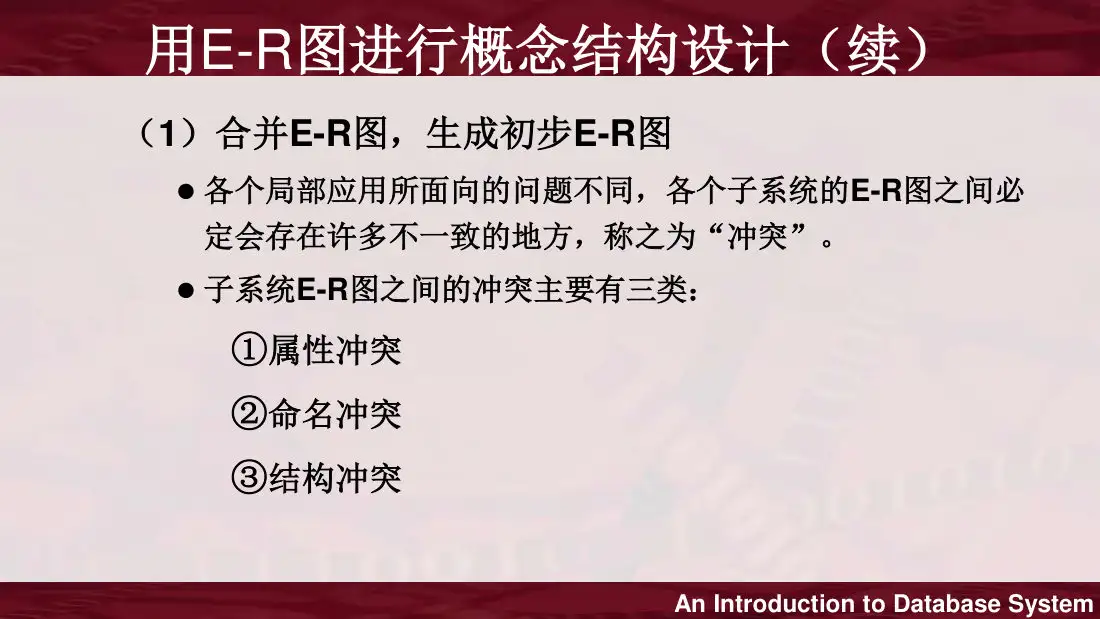 用E-R图进行概念结构设计（续）
（1）合并E-R图，生成初步E-R图
●各个局部应用所面向的问题不同，各个子系统的E-R图之间必
定会存在许多不一致的地方，称之为“冲突”。
●子系统E-R图之间的冲突主要有三类：
①属性冲突
②命名冲突
③结构冲突
An Introduction to Database System